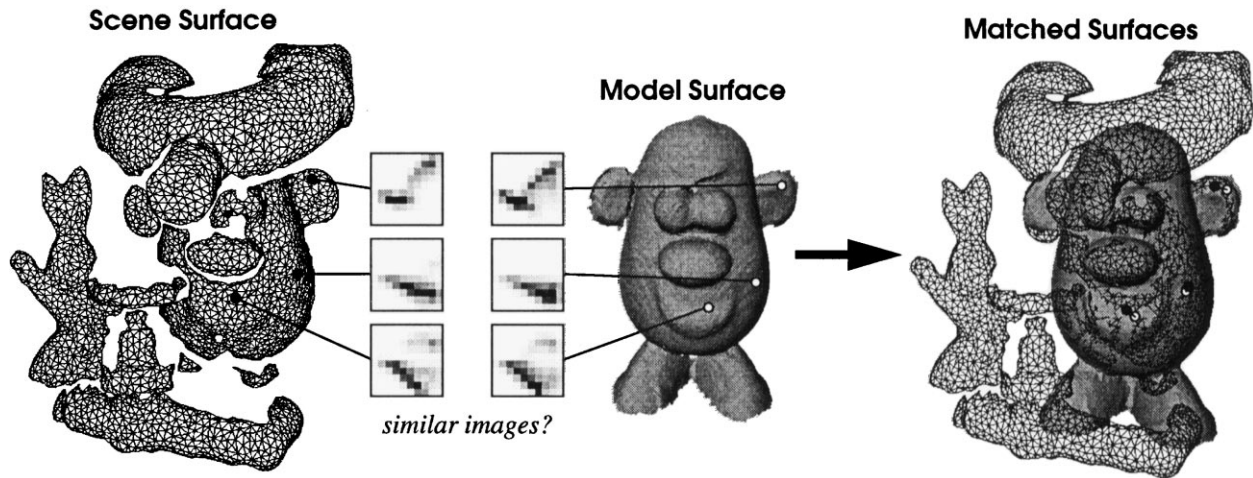 Scene Surface
Model Surface
Matched Surfaces
similar images?